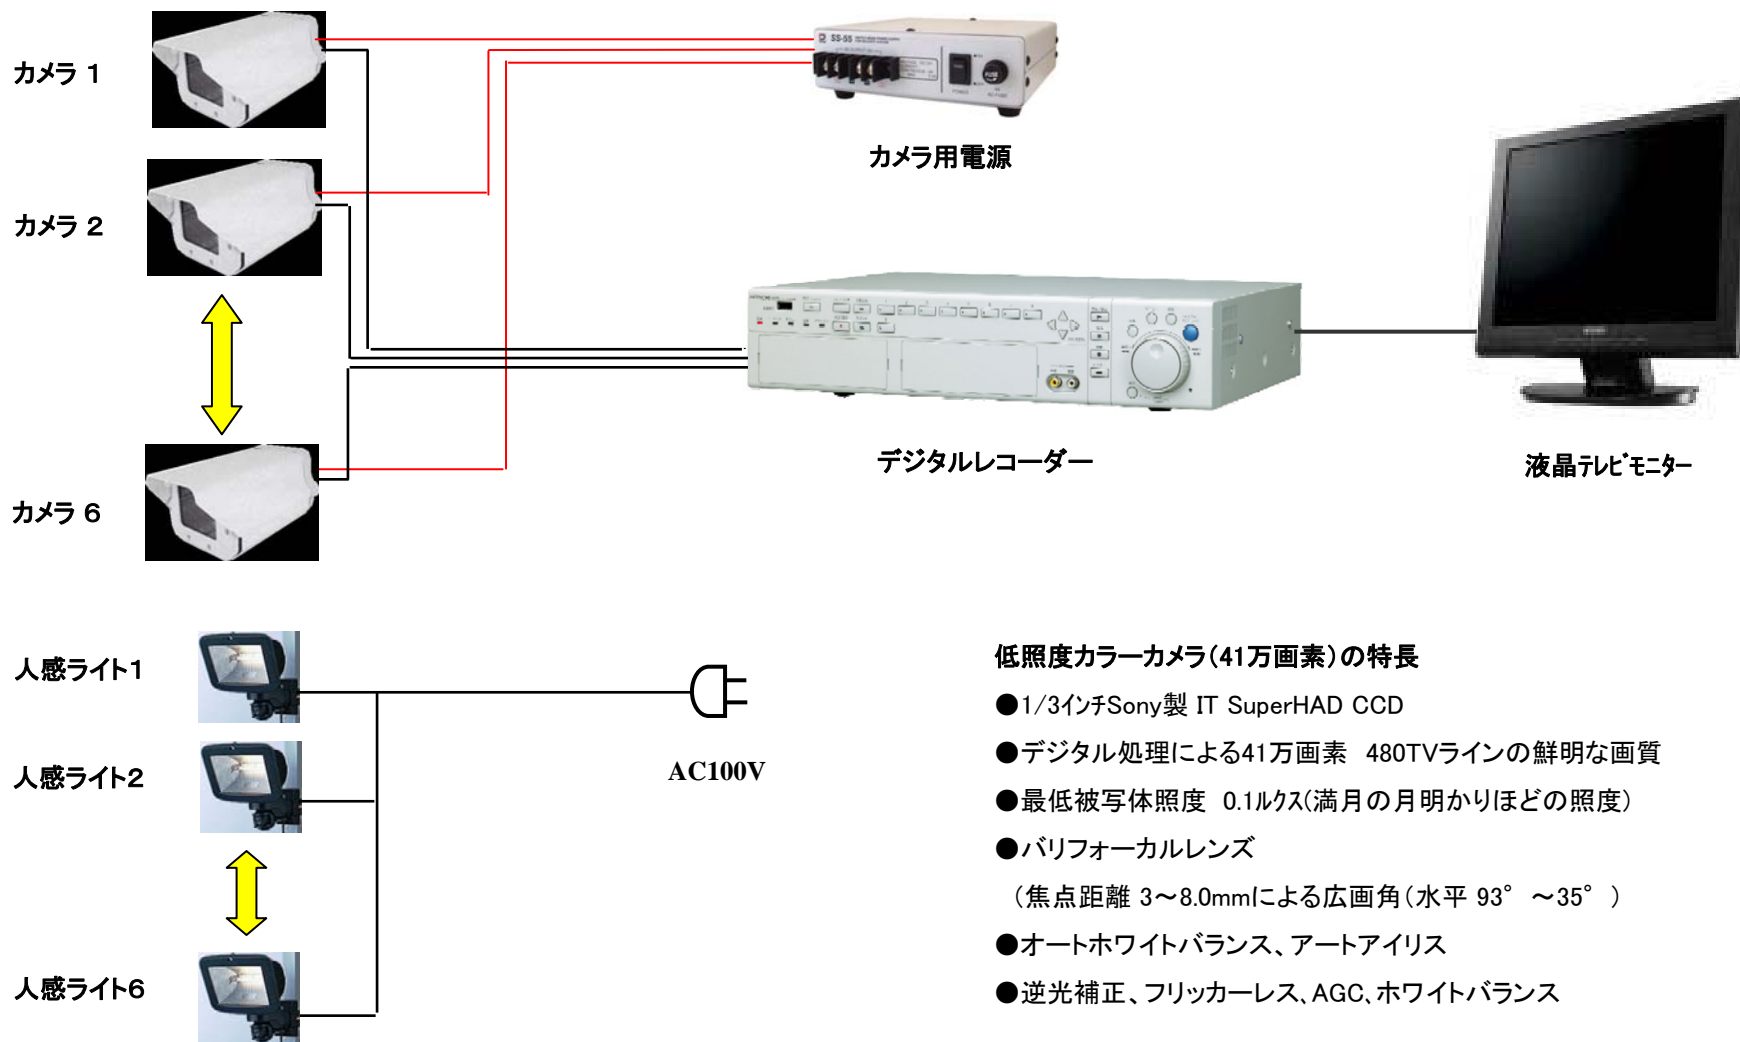 カメラ 1
SS-55
カメラ用電源
カメラ 2
デジタルレコーダー
液晶テレビモニター
カメラ 6
人感ライト1
人感ライト2
AC100V
人感ライト6
低照度カラーカメラ(41万画素)の特長
●1/3インチSony製 IT SuperHAD CCD
●デジタル処理による41万画素 480TVラインの鮮明な画質
●最低被写体照度 0.1ルクス(満月の月明かりほどの照度)
●バリフォーカルレンズ
(焦点距離 3~8.0mmによる広画角(水平 93°~35°)
●オートホワイトバランス、アートアイリス
●逆光補正、フリッカーレス、AGC、ホワイトバランス